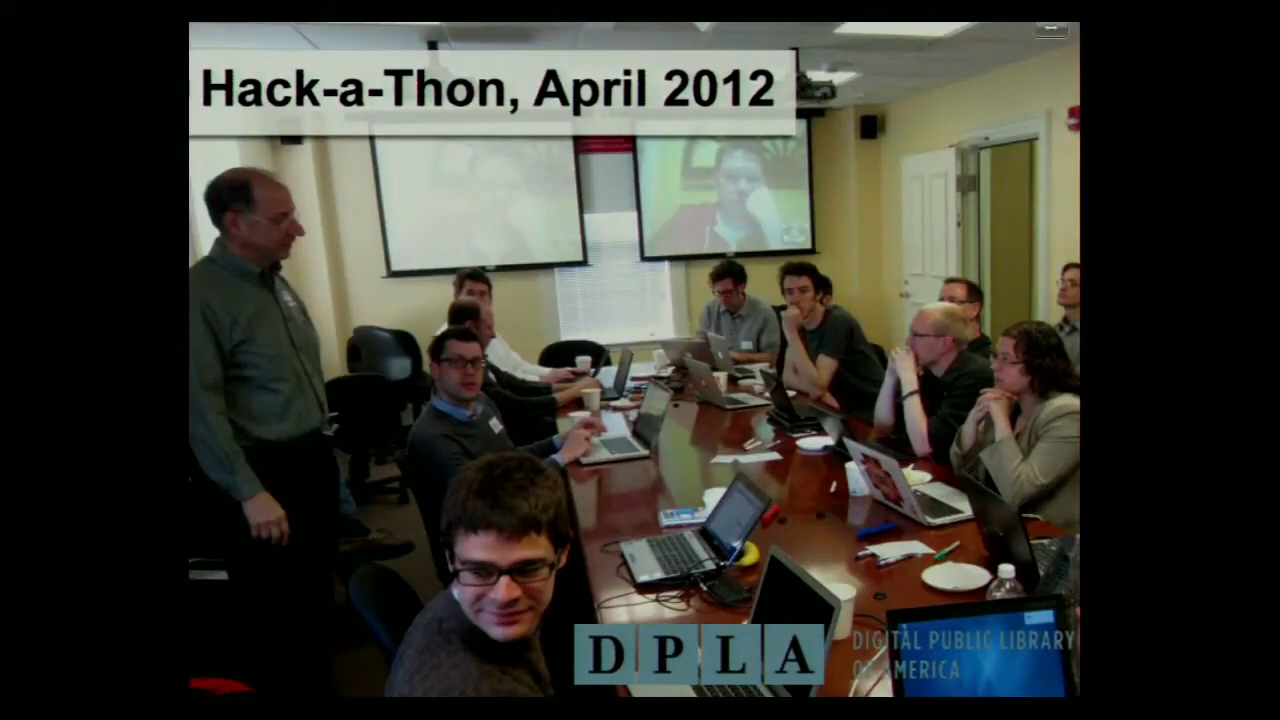 Hack-a-Thon, April 2012
DPLA
DIGITAL PUBLIC LIBRARY
OF AMERICA